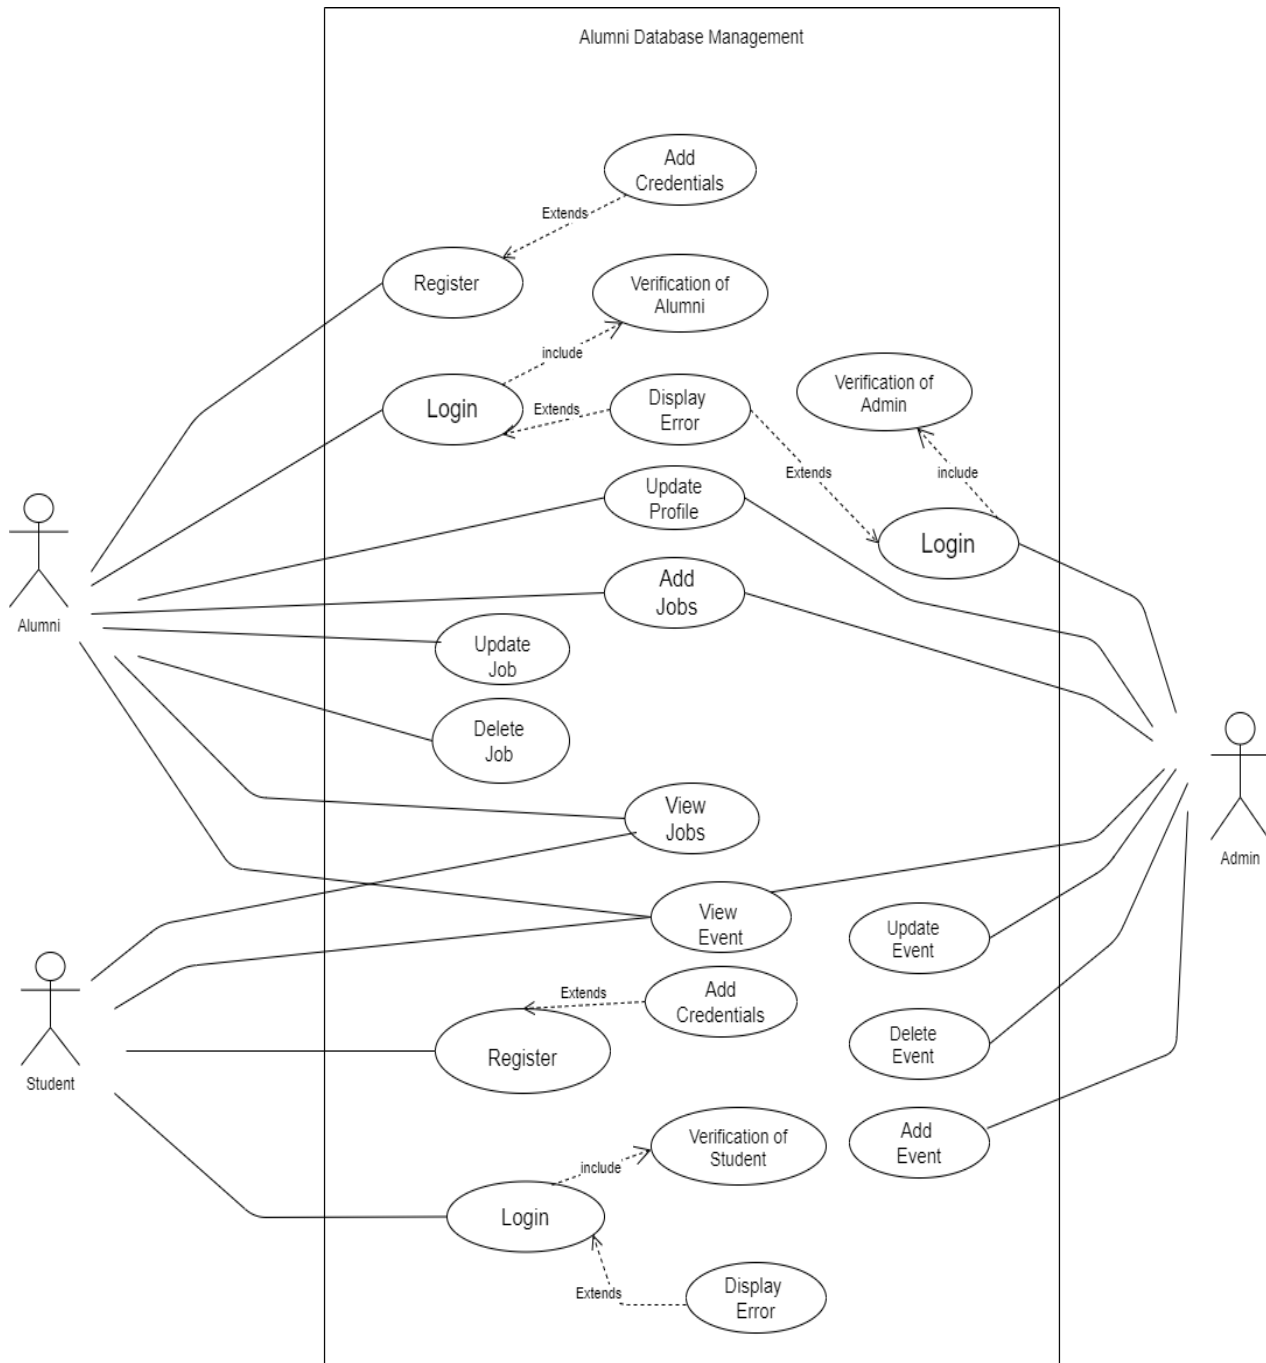 Alumni Database Management
Add
Credentials
Extends
Register
Verification of
Alumni
include
Login
Extends
Display
Error
Verification of
Admin
Extends
include
Update
Profile
Login
Add
Jobs
Alumni
Update
Job
Delete
Job
View
Jobs
Admin
View
Event
Update
Event
Extends
Add
Credentials
Register
Delete
Event
Student
Verification of
Student
Add
Event
include
Login
Extends
Display
Error